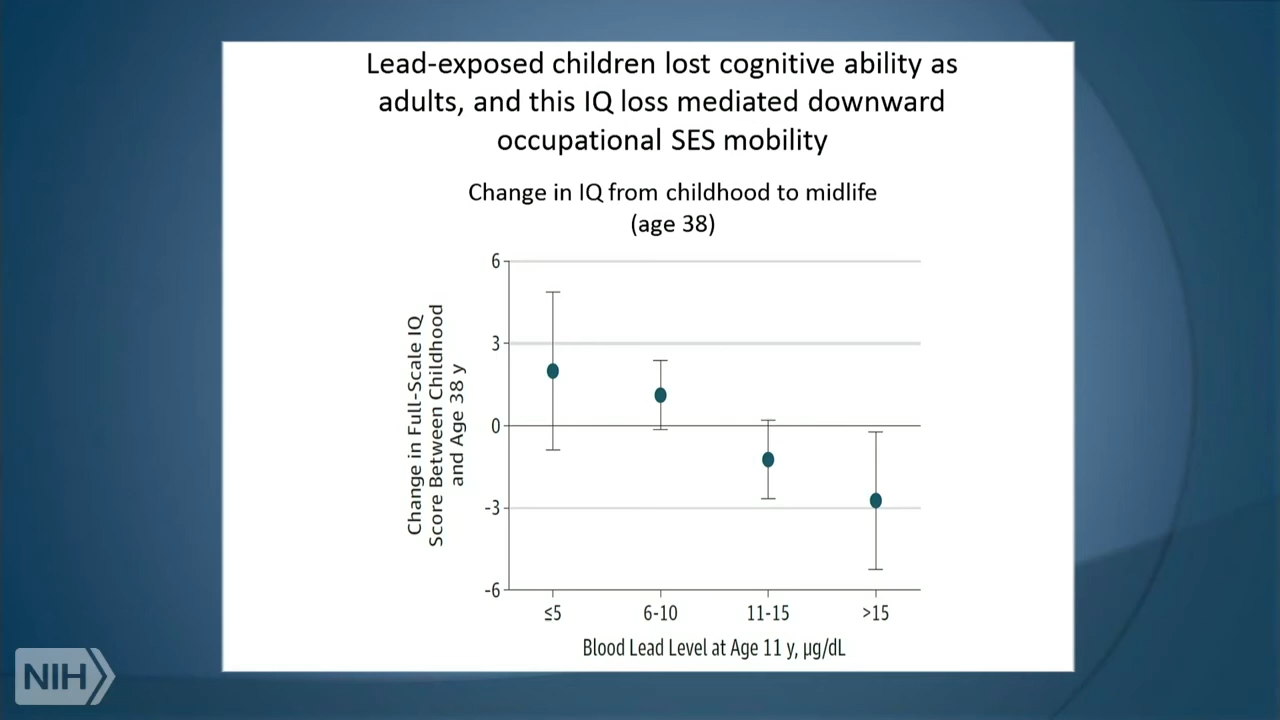 Lead-exposed children lost cognitive ability as
adults, and this IQ loss mediated downward
occupational SES mobility
Change in IQ from childhood to midlife
(age 38)
Change in Full-Scale IQ
Score Between Childhood
and Age 38 y
6
3
0
-3
-6
≤5
6-10
11-15
>15
Blood Lead Level at Age 11 y, µg/dL
NIH